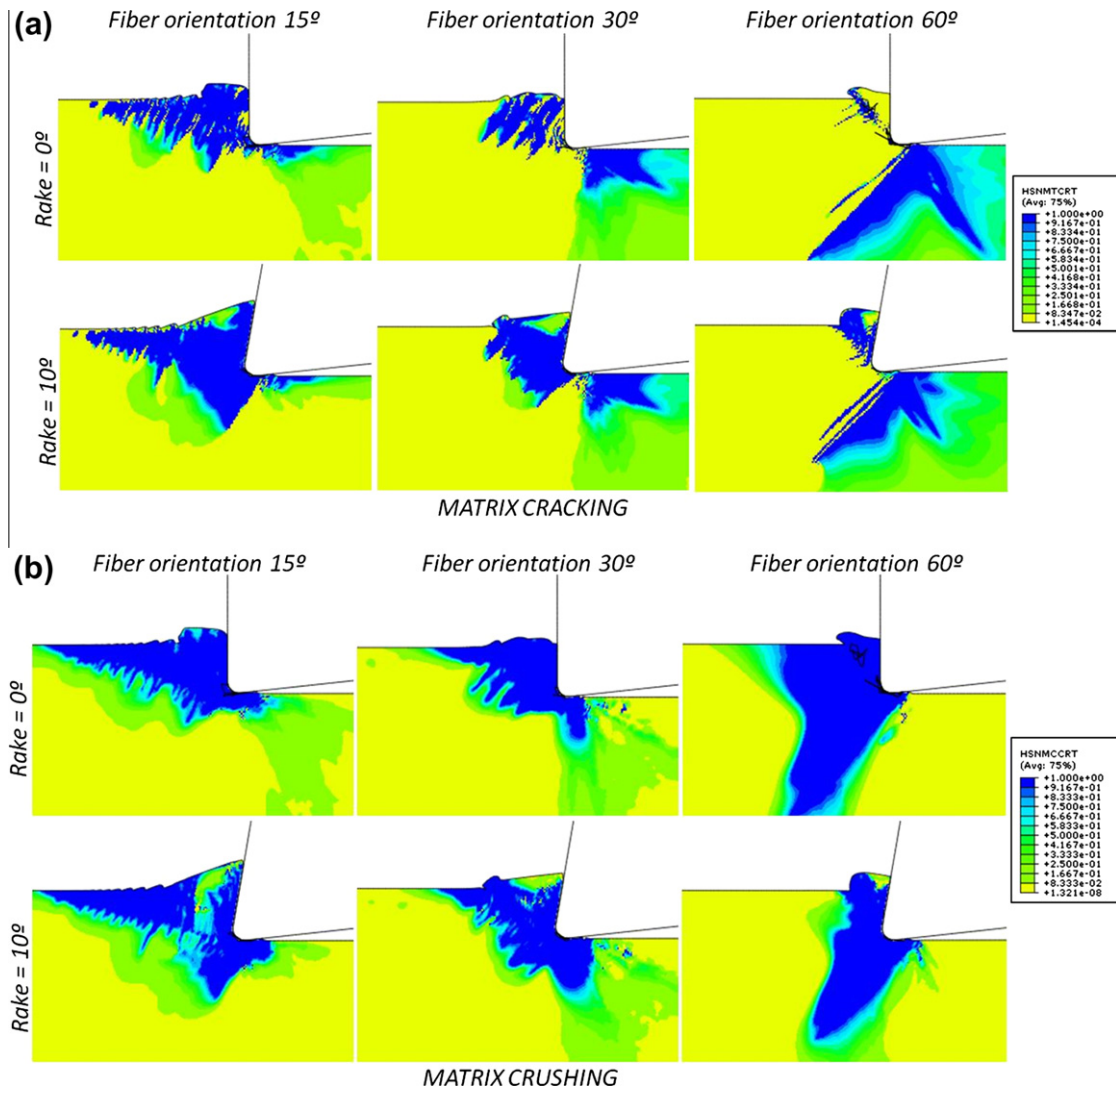 (a)
Fiber orientation 15º
Fiber orientation 30º
Fiber orientation 60º
Rake = 0º
HSNMTCRT
(Avg: 75%)
+1.000e+00
+9.167e-01
+8.334e-01
+7.500e-01
+6.667e-01
+5.834e-01
+5.001e-01
+4.168e-01
+3.334e-01
+2.501e-01
+1.668e-01
+8.347e-02
+1.454e-04
Rake = 10º
MATRIX CRACKING
(b)
Fiber orientation 15º
Fiber orientation 30º
Fiber orientation 60º
Rake = 0º
HSNMCCRT
(Avg: 75%)
+1.000e+00
+9.167e-01
+8.333e-01
+7.500e-01
+6.667e-01
+5.833e-01
+5.000e-01
+4.167e-01
+3.333e-01
+2.500e-01
+1.667e-01
+8.333e-02
+1.321e-08
Rake = 10º
MATRIX CRUSHING